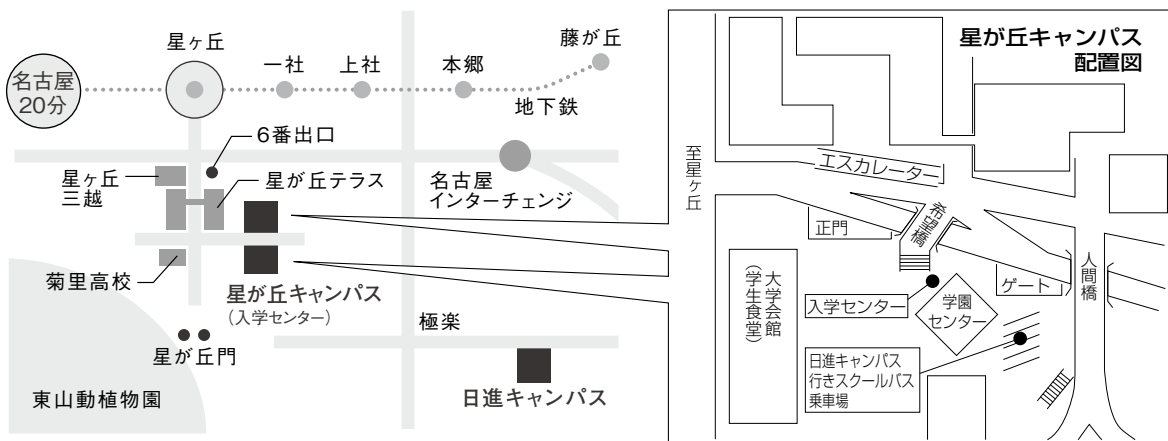 名古屋
20分
星ヶ丘
一社
上社
本郷
藤が丘
地下鉄
6番出口
星ヶ丘
三越
星が丘テラス
名古屋
インターチェンジ
菊里高校
星が丘キャンパス
(入学センター)
極楽
星が丘門
東山動植物園
日進キャンパス
星が丘キャンパス
配置図
至星ヶ丘
エスカレーター
正門
希望橋
人間橋
ゲート
大学会館
(学生食堂)
入学センター
学園
センター
日進キャンパス
行きスクールバス
乗車場